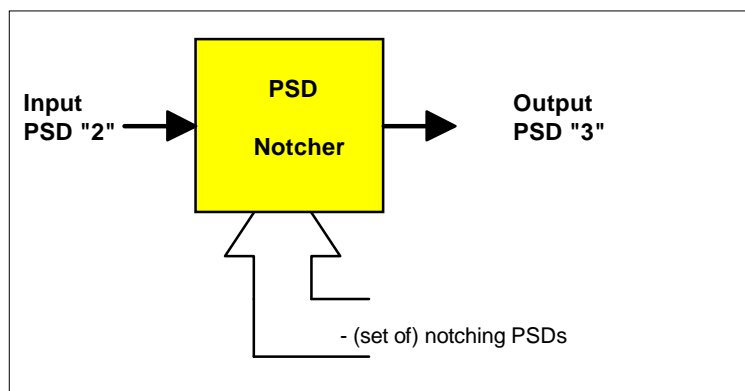 PSD
Notcher
Input
PSD "2"
Output
PSD "3"
- (set of) notching PSDs